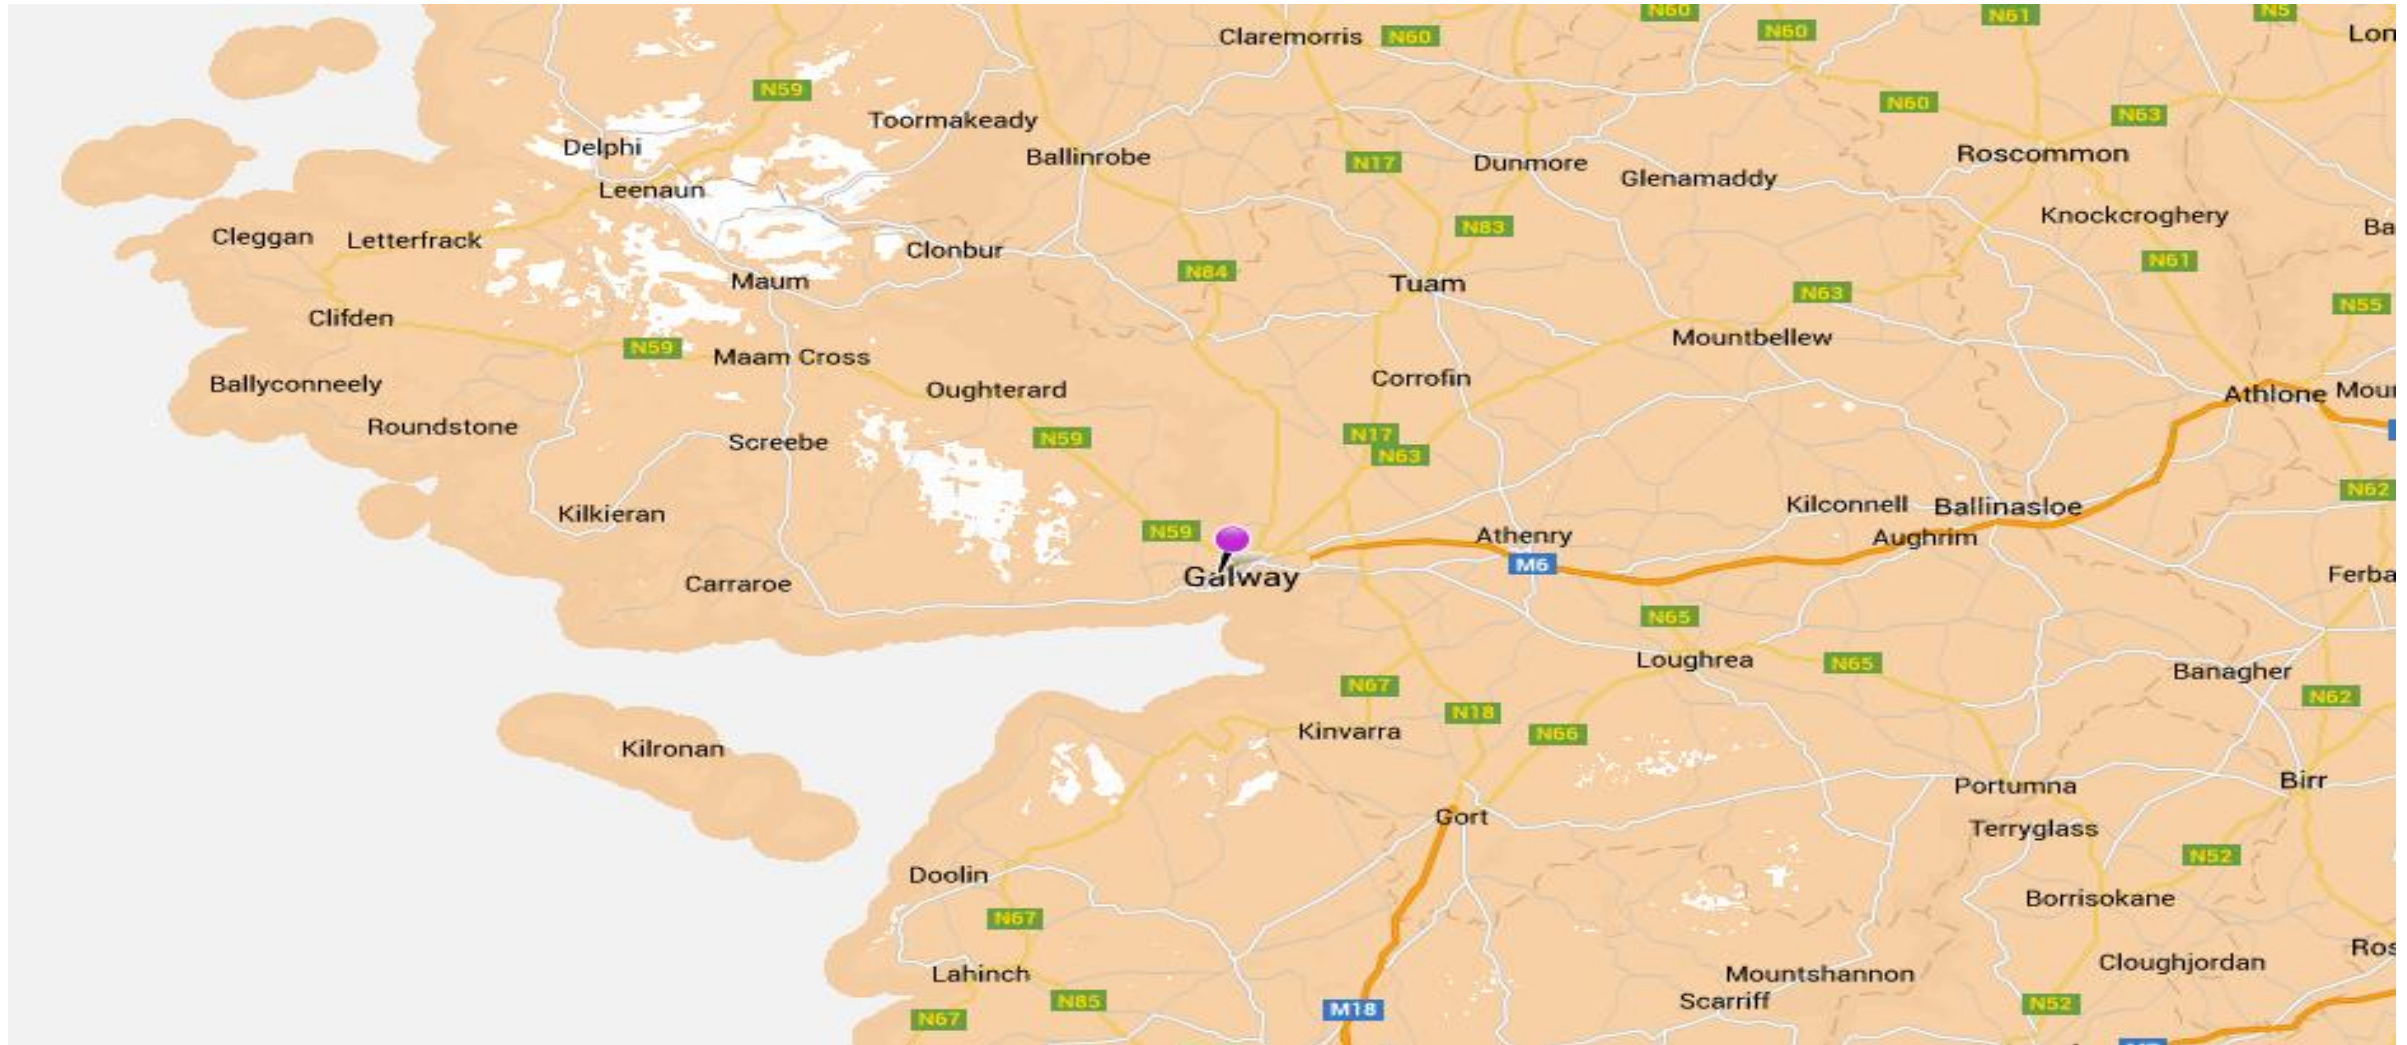 N60
N61
N5
Claremorris
N60
N60
Lon
N59
N60
N63
Toormakeady
Delphi
Ballinrobe
N17
Dunmore
Roscommon
Leenaun
Glenamaddy
Knockcroghery
N83
Ba
Cleggan
Letterfrack
Clonbur
N61
N84
Maum
Tuam
N63
N55
Clifden
Mountbellew
N59
Maam Cross
Corrofin
Ballyconneely
Oughterard
Athlone
Mour
Roundstone
Screebe
N59
N17
N63
N62
Kilkieran
Kilconnell
Ballinasloe
N59
Athenry
Aughrim
M6
Galway
Carraroe
Ferba
N65
Loughrea
N65
Banagher
N67
N62
N18
Kinvarra
N66
Kilronan
Portumna
Birr
Gort
Terryglass
N52
Doolin
Borrisokane
N67
Ros
Lahinch
Mountshannon
Cloughjordan
N85
Scarriff
N52
M18
N67